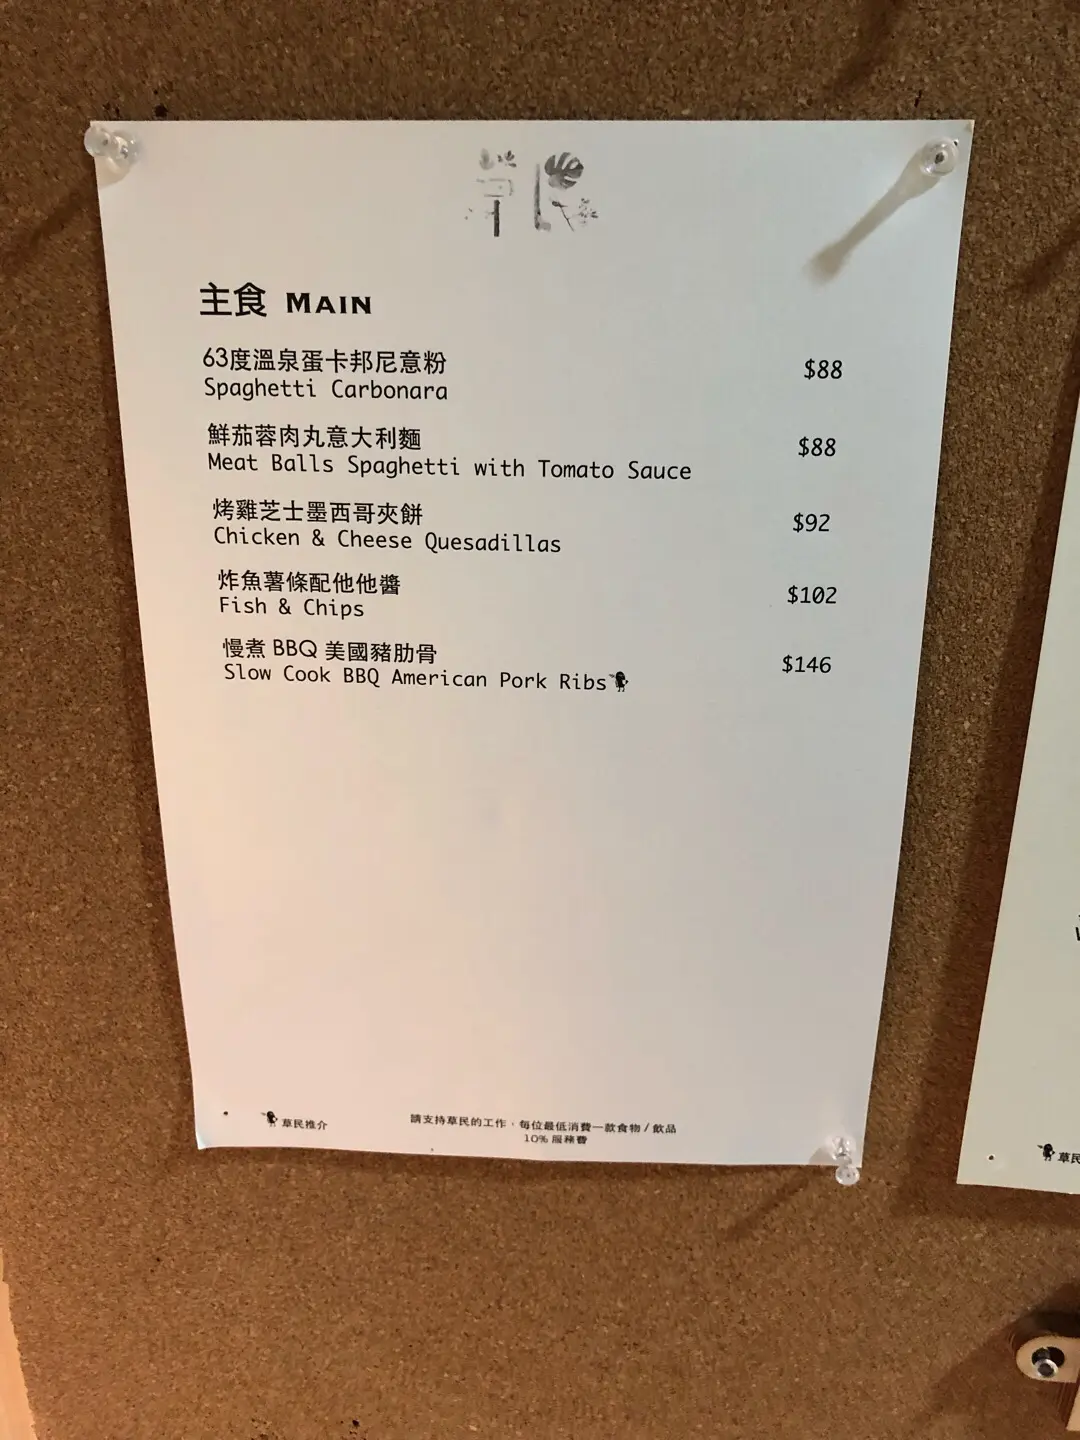 草民
主食 MAIN
63度溫泉蛋卡邦尼意粉
Spaghetti Carbonara
$88
鮮茄蓉肉丸意大利麵
Meat Balls Spaghetti with Tomato Sauce
$88
烤雞芝士墨西哥夾餅
Chicken & Cheese Quesadillas
$92
炸魚薯條配他他醬
Fish & Chips
$102
慢煮 BBQ 美國豬肋骨
Slow Cook BBQ American Pork Ribs
$146
草民推介
請支持草民的工作，每位最低消費一款食物 / 飲品
10% 服務費
草民